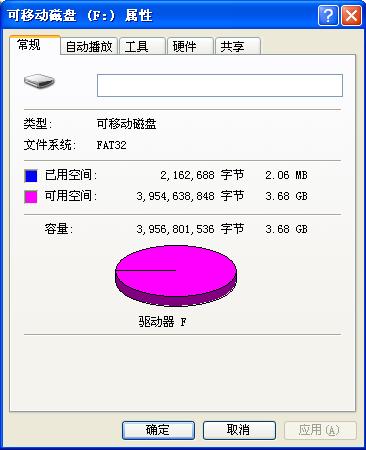 可移动磁盘 (F:) 属性
常规 自动播放 工具 硬件 共享
类型: 可移动磁盘
文件系统: FAT32
已用空间: 2,162,688 字节 2.06 MB
可用空间: 3,954,638,848 字节 3.68 GB
容量: 3,956,801,536 字节 3.68 GB
驱动器 F
确定 取消 应用(A)